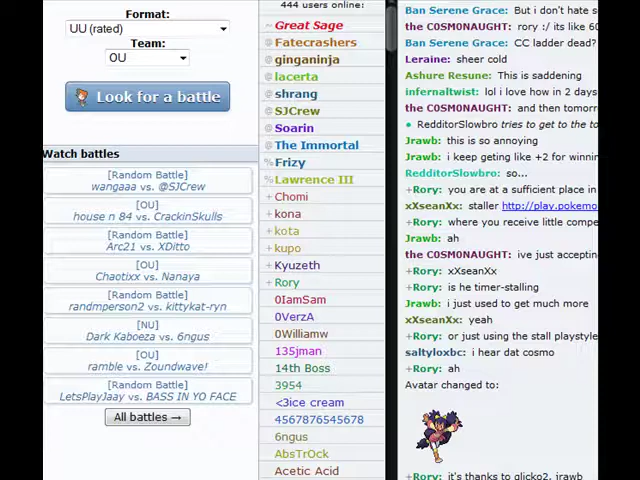 Format:
UU (rated)
Team:
OU
Look for a battle
Watch battles
[Random Battle]
wangaaa vs. @SJCrew
[OU]
house n 84 vs. CrackinSkulls
[Random Battle]
Arc21 vs. XDitto
[OU]
Chaotixx vs. Nanaya
[Random Battle]
randmperson2 vs. kittykat-ryn
[NU]
Dark Kaboeza vs. 6ngus
[OU]
ramble vs. Zoundwave!
[Random Battle]
LetsPlayJaay vs. BASS IN YO FACE
All battles →
444 users online:
~ Great Sage
@ Fatecrashers
@ ginganinja
@ lacerta
@ shrang
@ SJCrew
@ Soarin
@ The Immortal
@ Frizy
% Lawrence III
+ Chomi
+ kona
+ kota
+ kupo
+ Kyuzeth
+ Rory
0IamSam
0VerzA
0Williamw
135jman
14th Boss
3954
<3ice cream
4567876545678
6ngus
AbsTrOck
Acetic Acid
Ban Serene Grace: But i don't hate s
the C0SM0NAUGHT: rory :/ its like 60
Ban Serene Grace: CC ladder dead?
Leraine: sheer cold
Ashure Resune: This is saddening
infernaltwist: lol i love how in 2 days
the C0SM0NAUGHT: and then tomorr
• RedditorSlowbro tries to get to the to
Jrawb: this is so annoying
Jrawb: i keep geting like +2 for winnin
RedditorSlowbro: so...
+Rory: you are at a sufficient place in
xXseanXx: staller http://play.pokemo
+Rory: where you receive little compe
Jrawb: ah
the C0SM0NAUGHT: ive just acceptin
+Rory: xXseanXx
+Rory: is he timer-stalling
Jrawb: i just used to get much more
xXseanXx: yeah
+Rory: or just using the stall playstyle
saltyloxbc: i hear dat cosmo
+Rory: ah
Avatar changed to:
+Rory: it's thanks to glicko2, jrawb